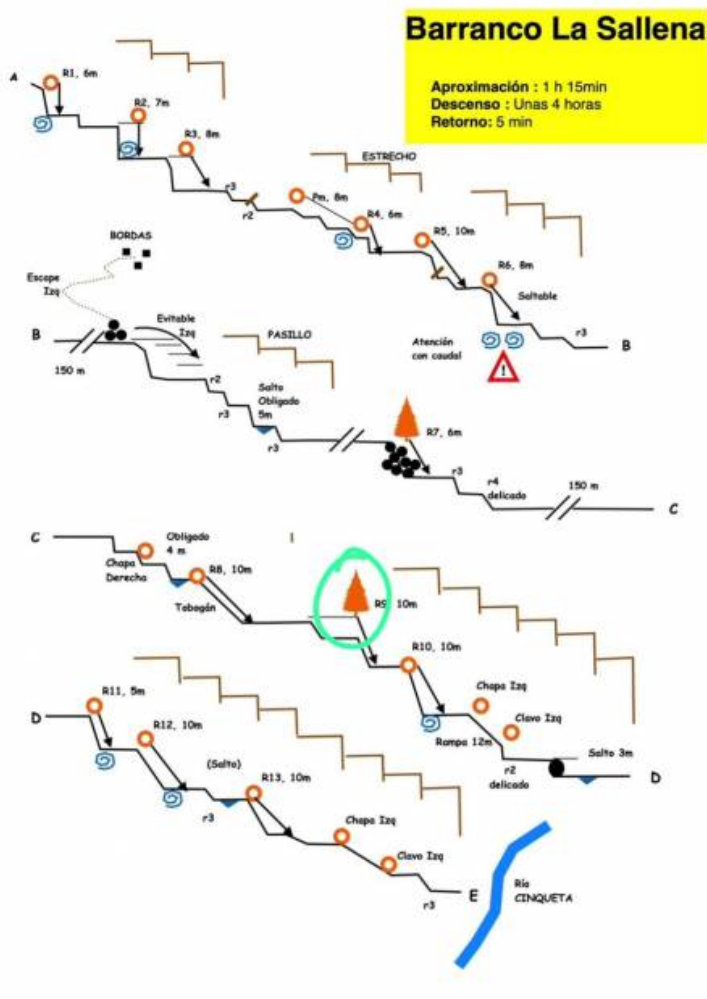 Barranco La Sallena
Aproximación : 1 h 15min
Descenso : Unas 4 horas
Retorno: 5 min
A
R1, 6m
R2, 7m
R3, 8m
r3
r2
ESTRECHO
Pm, 8m
R4, 6m
R5, 10m
R6, 8m
Saltable
r3
B
Atención
con caudal
!
BORDAS
Escape
Izq
B
150 m
Evitable
Izq
PASILLO
r2
r3
Salto
Obligado
5m
r3
R7, 6m
r3
r4
delicado
150 m
C
C
Obligado
4 m
Chapa
Derecha
R8, 10m
Tobogán
R9, 10m
R10, 10m
Chapa Izq
Clavo Izq
Rampa 12m
r2
delicado
Salto 3m
D
D
R11, 5m
R12, 10m
(Salto)
r3
R13, 10m
Chapa Izq
Clavo Izq
r3
E
Río
CINQUETA